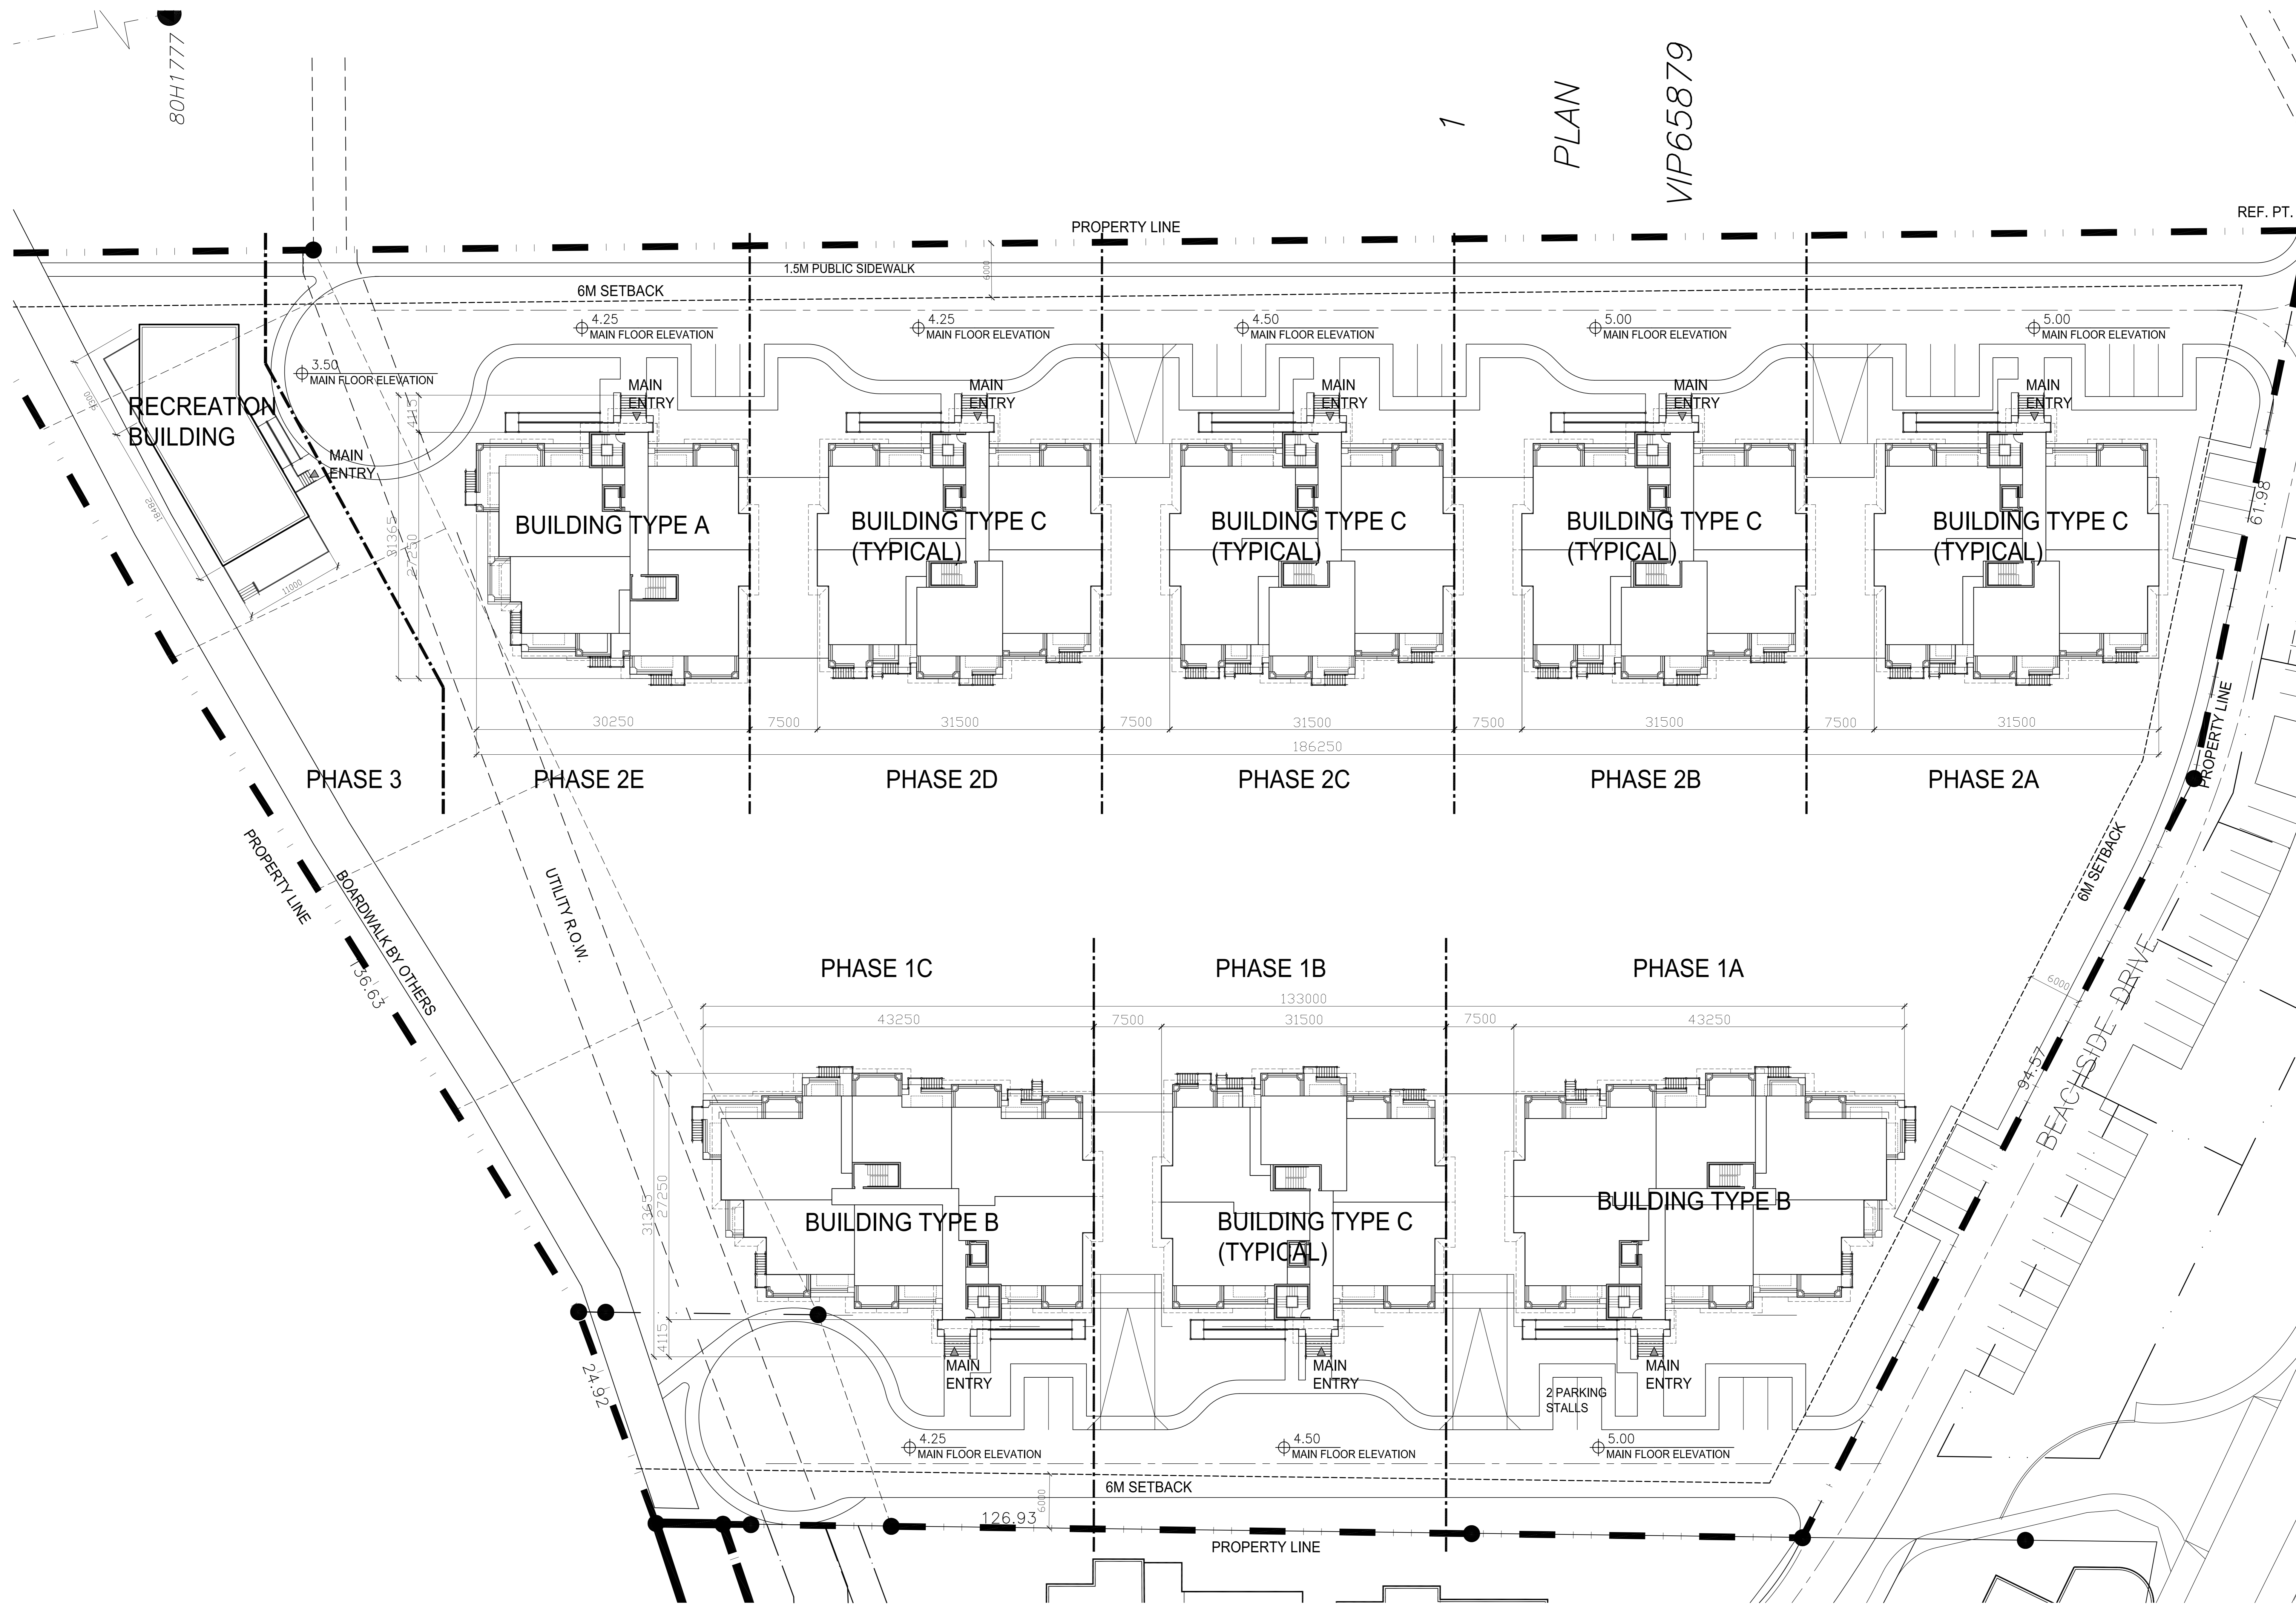 80H1777
1
PLAN
VIP65879
REF. PT.
PROPERTY LINE
1.5M PUBLIC SIDEWALK
6000
6M SETBACK
4.25
MAIN FLOOR ELEVATION
4.25
MAIN FLOOR ELEVATION
4.50
MAIN FLOOR ELEVATION
5.00
MAIN FLOOR ELEVATION
5.00
MAIN FLOOR ELEVATION
3.50
MAIN FLOOR ELEVATION
RECREATION
BUILDING
MAIN
ENTRY
9300
18482
11000
4115
31365
27250
MAIN
ENTRY
MAIN
ENTRY
MAIN
ENTRY
MAIN
ENTRY
MAIN
ENTRY
BUILDING TYPE A
BUILDING TYPE C
(TYPICAL)
BUILDING TYPE C
(TYPICAL)
BUILDING TYPE C
(TYPICAL)
BUILDING TYPE C
(TYPICAL)
61.98
30250
7500
31500
7500
31500
7500
31500
7500
31500
186250
PROPERTY LINE
PHASE 3
PHASE 2E
PHASE 2D
PHASE 2C
PHASE 2B
PHASE 2A
PROPERTY LINE
BOARDWALK BY OTHERS
136.63
UTILITY R.O.W.
6M SETBACK
6000
BEACHSIDE DRIVE
94.57
PHASE 1C
PHASE 1B
PHASE 1A
133000
43250
7500
31500
7500
43250
31365
27250
4115
BUILDING TYPE B
BUILDING TYPE C
(TYPICAL)
BUILDING TYPE B
MAIN
ENTRY
MAIN
ENTRY
MAIN
ENTRY
2 PARKING
STALLS
24.92
4.25
MAIN FLOOR ELEVATION
4.50
MAIN FLOOR ELEVATION
5.00
MAIN FLOOR ELEVATION
6M SETBACK
6000
126.93
PROPERTY LINE